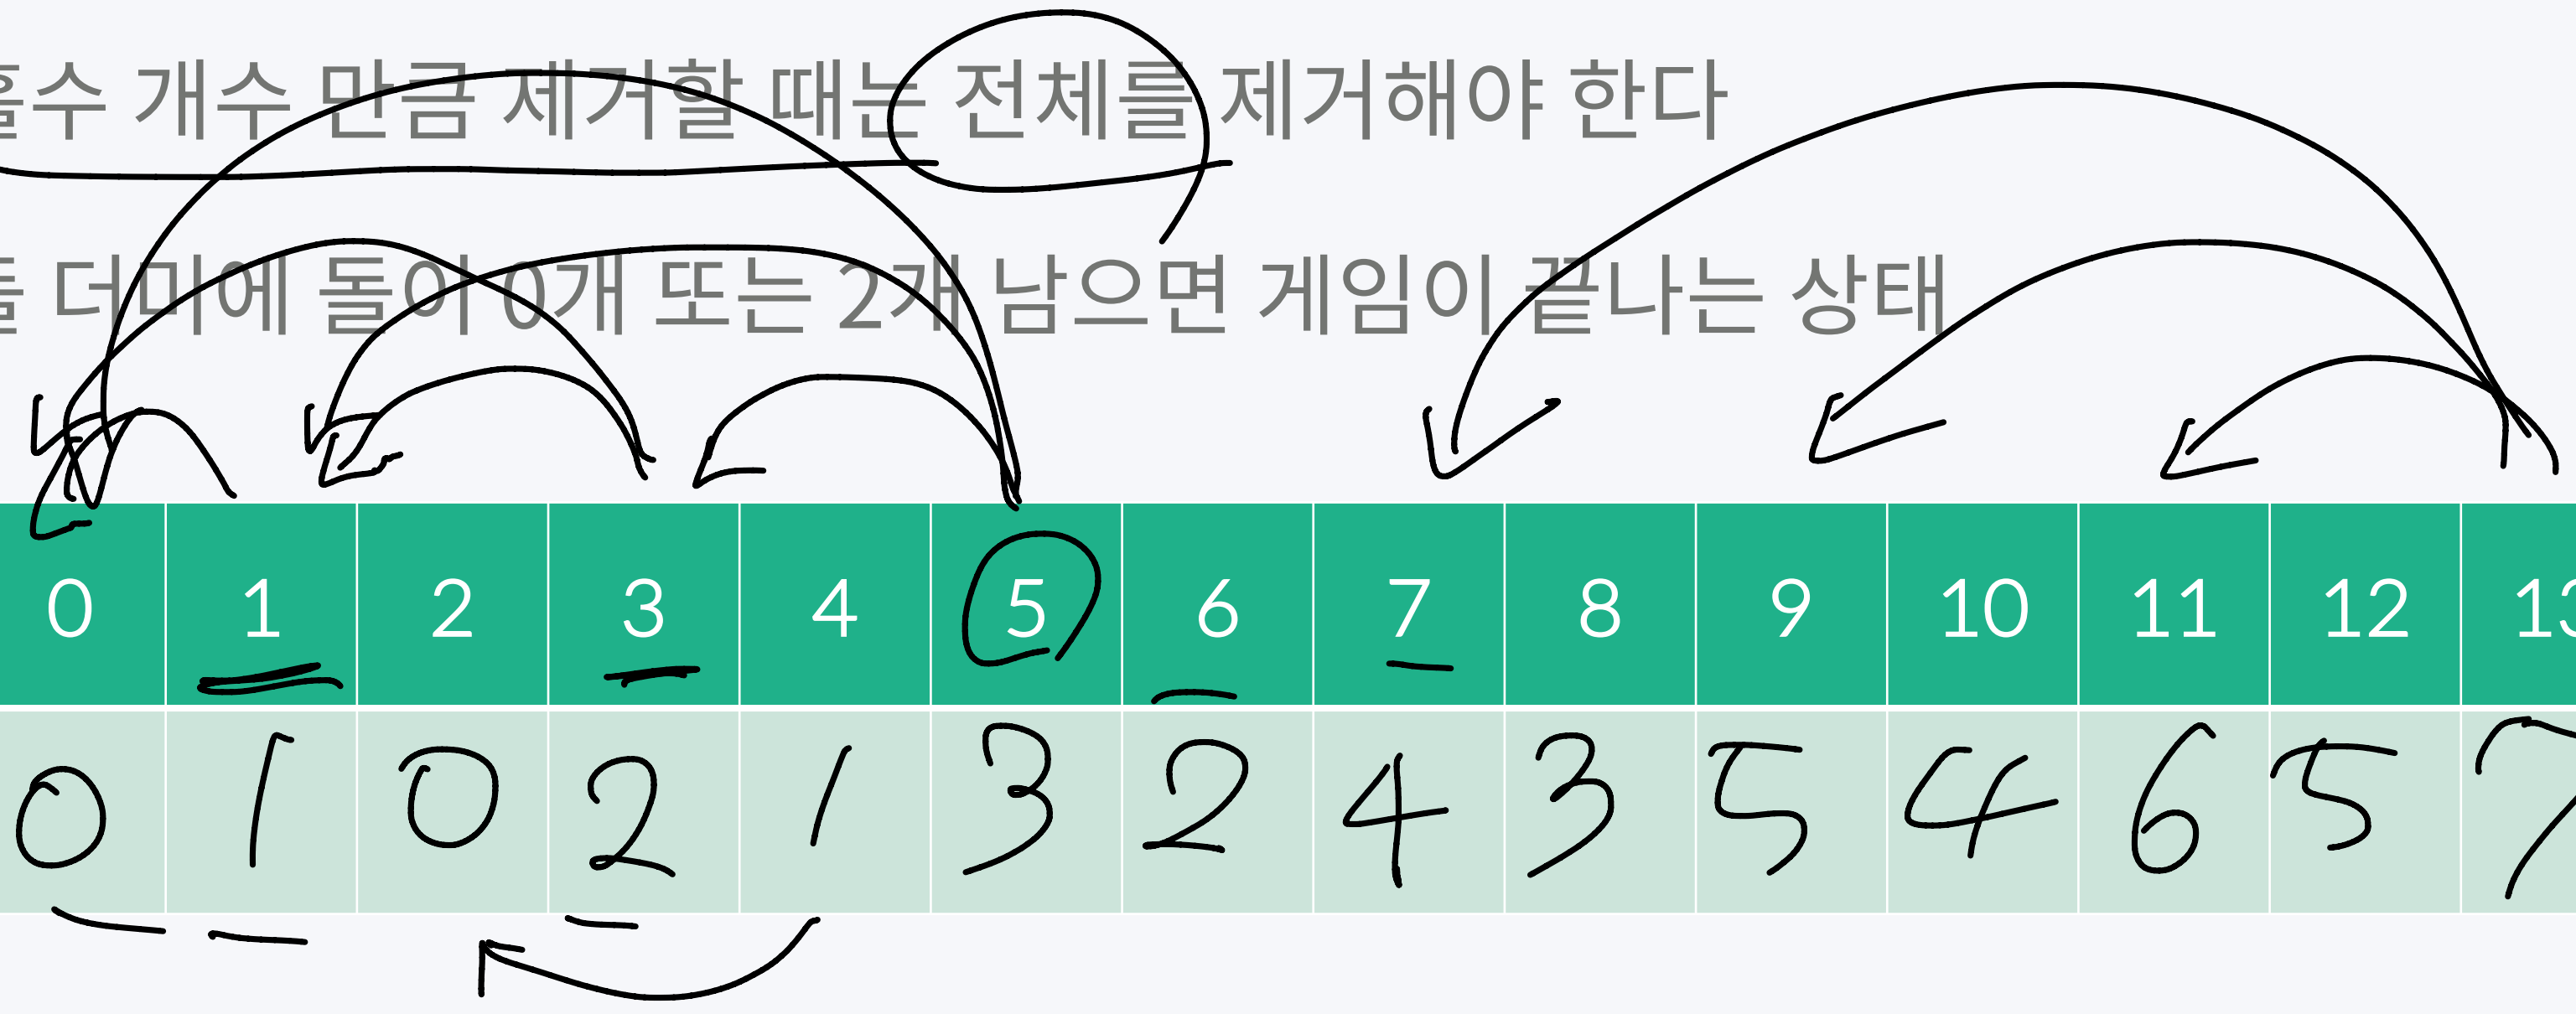 홀수 개수 만큼 제거할 때는 전체를 제거해야 한다
더미에 돌이 0개 또는 2개 남으면 게임이 끝나는 상태
0 1 2 3 4 5 6 7 8 9 10 11 12 13
0 1 0 2 1 3 2 4 3 5 4 6 5 7